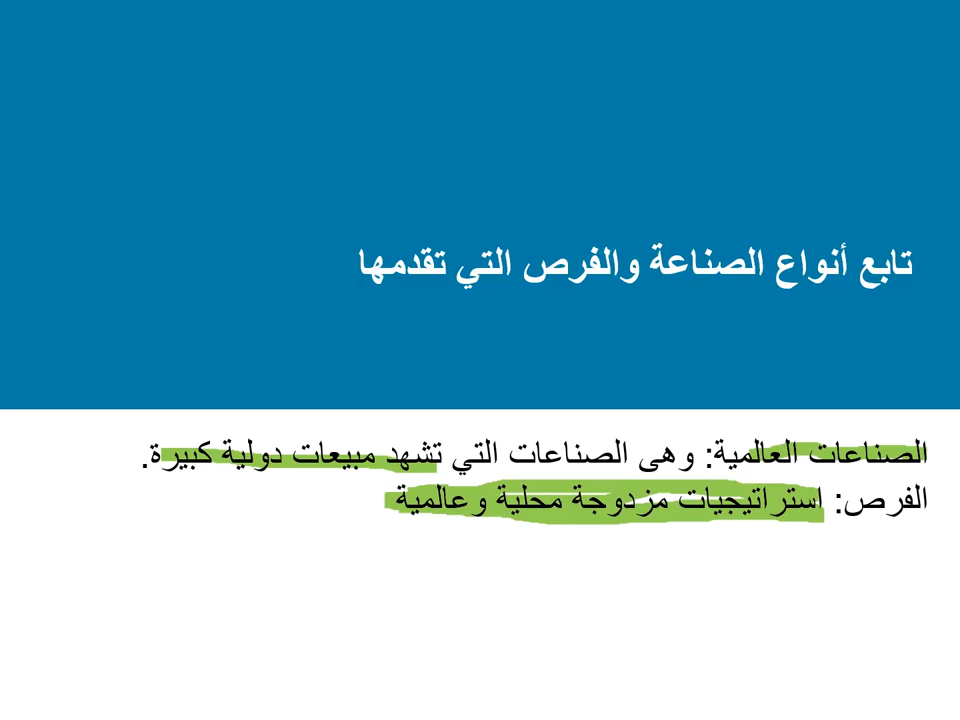 تابع أنواع الصناعة والفرص التي تقدمها
الصناعات العالمية: وهى الصناعات التي تشهد مبيعات دولية كبيرة.
الفرص: استراتيجيات مزدوجة محلية وعالمية